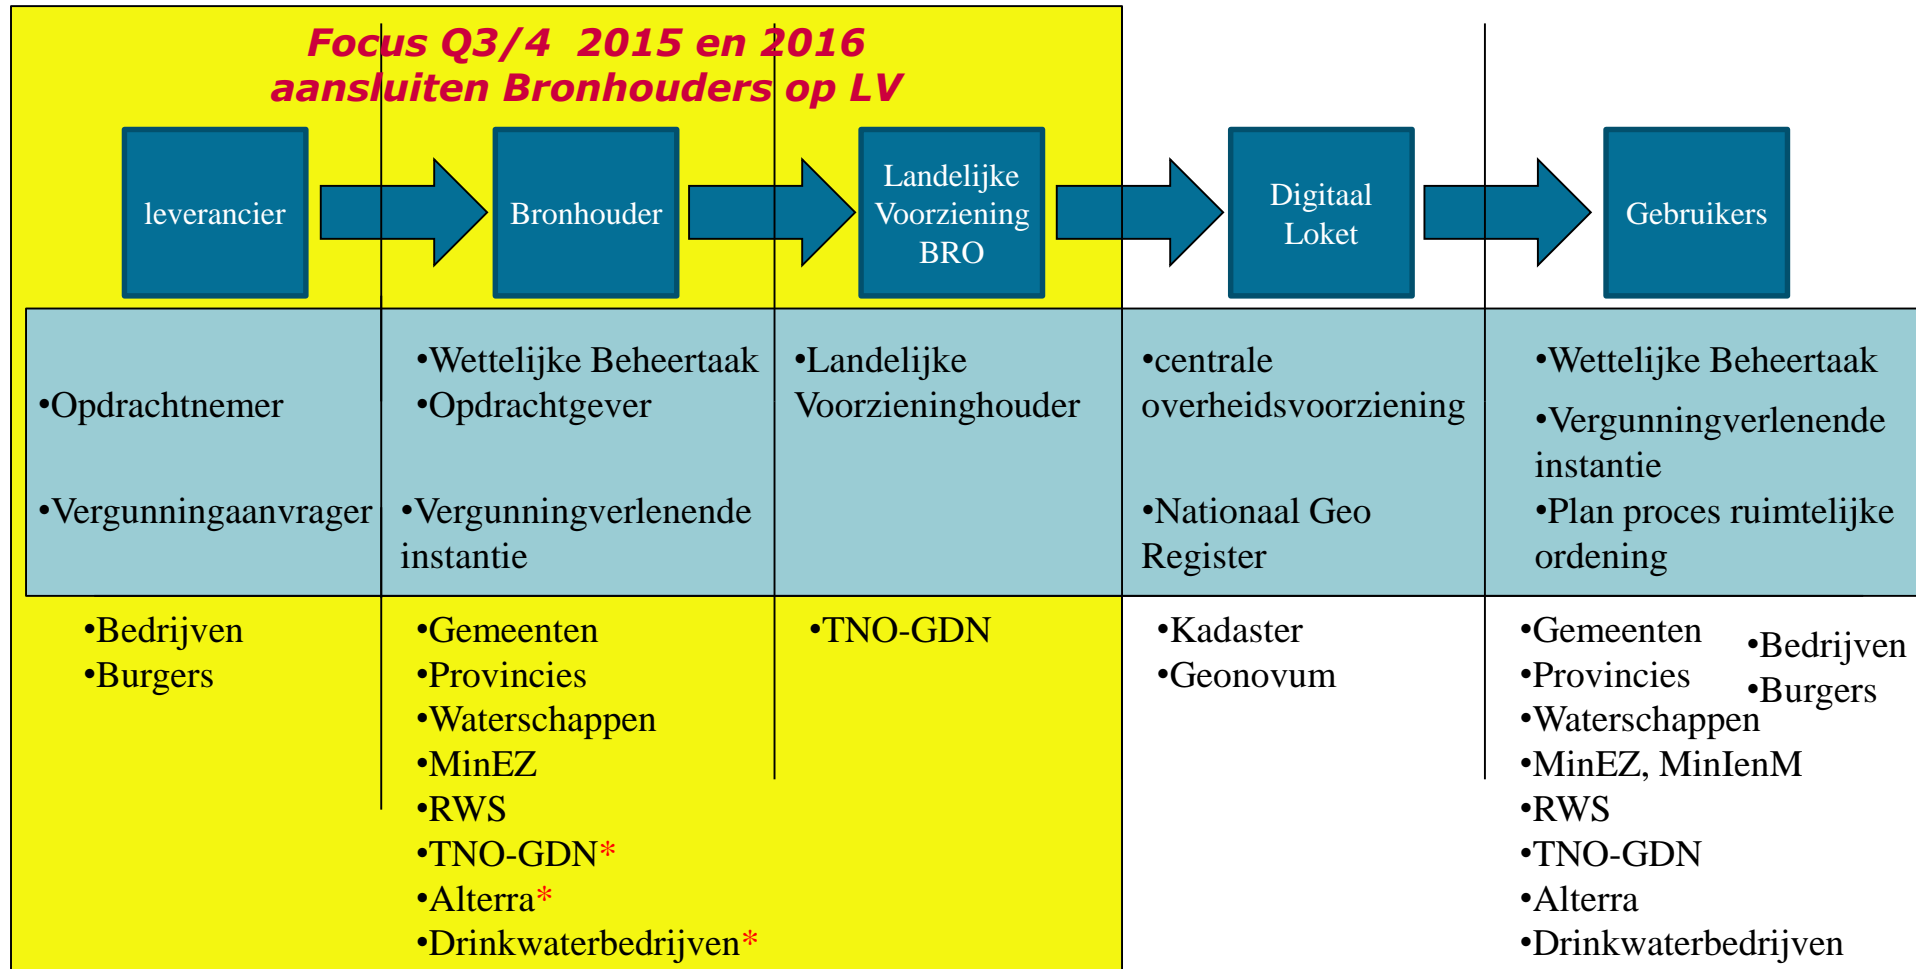 Focus Q3/4 2015 en 2016
aansluiten Bronhouders op LV
leverancier
Bronhouder
Landelijke
Voorziening
BRO
Digitaal
Loket
Gebruikers
•Opdrachtnemer
•Vergunningaanvrager
•Wettelijke Beheertaak
•Opdrachtgever
•Vergunningverlenende
instantie
•Landelijke
Voorzieninghouder
•centrale
overheidsvoorziening
•Nationaal Geo
Register
•Wettelijke Beheertaak
•Vergunningverlenende
instantie
•Plan proces ruimtelijke
ordening
•Bedrijven
•Burgers
•Gemeenten
•Provincies
•Waterschappen
•MinEZ
•RWS
•TNO-GDN*
•Alterra*
•Drinkwaterbedrijven*
•TNO-GDN
•Kadaster
•Geonovum
•Gemeenten
•Provincies
•Waterschappen
•MinEZ, MinIenM
•RWS
•TNO-GDN
•Alterra
•Drinkwaterbedrijven
•Bedrijven
•Burgers